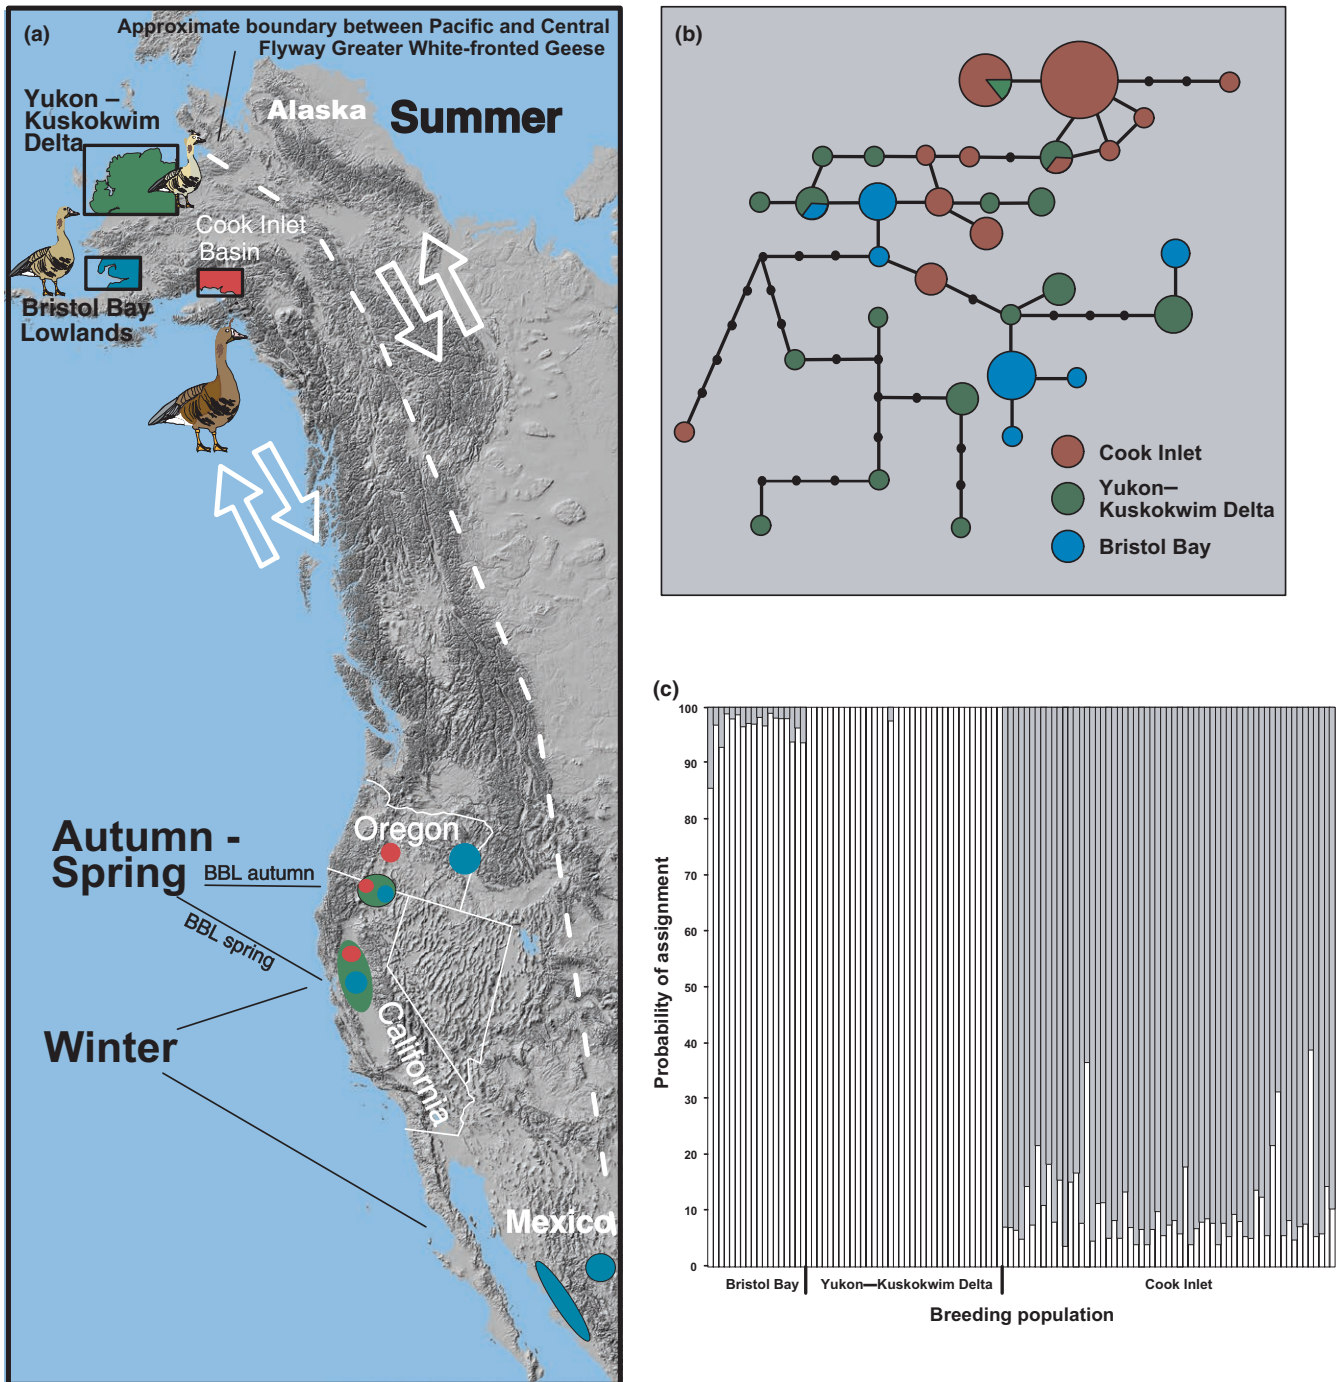 (a)
Approximate boundary between Pacific and Central
Flyway Greater White-fronted Geese
Yukon –
Kuskokwim
Delta
Alaska
Summer
Cook Inlet
Basin
Bristol Bay
Lowlands
Oregon
Autumn -
Spring
BBL autumn
BBL spring
Winter
California
Mexico
(b)
Cook Inlet
Yukon–
Kuskokwim Delta
Bristol Bay
(c)
100
90
80
70
60
50
40
30
20
10
0
Probability of assignment
Bristol Bay
Yukon—Kuskokwim Delta
Cook Inlet
Breeding population